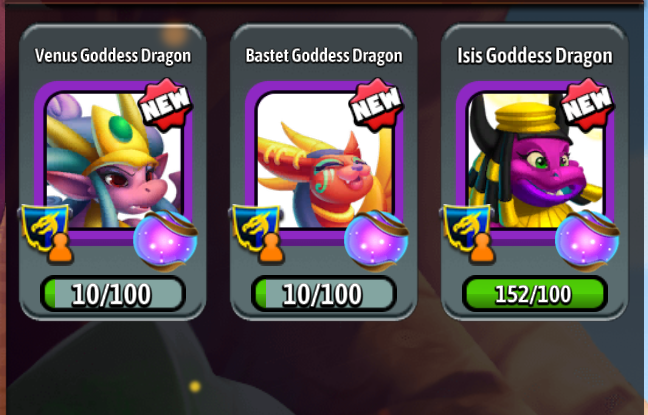 Venus Goddess Dragon
NEW
10/100
Bastet Goddess Dragon
NEW
10/100
Isis Goddess Dragon
NEW
152/100